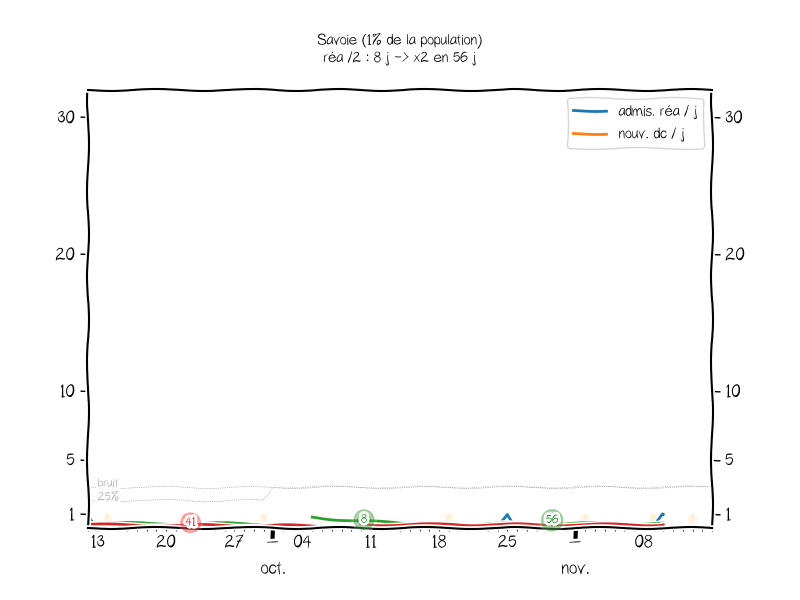 Savoie (1% de la population)
réa /2 : 8 j -> x2 en 56 j
admis. réa / j
nouv. dc / j
30
30
20
20
10
10
5
5
bruit
25%
1
1
41
8
56
13 20 27 04 11 18 25 08
oct. nov.